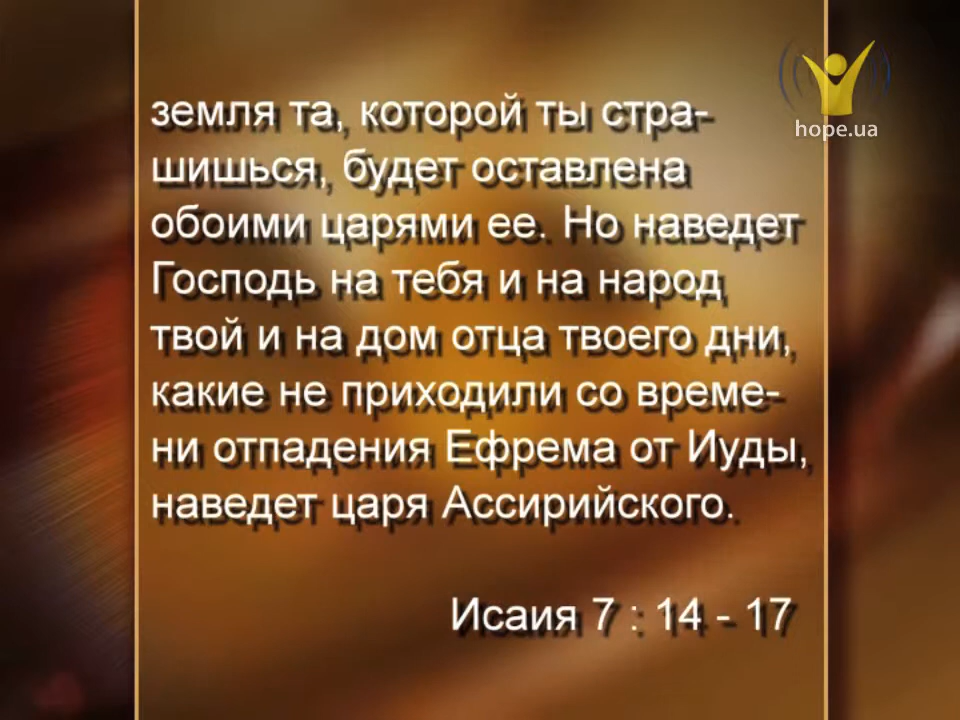 земля та, которой ты стра-
шишься, будет оставлена
обоими царями ее. Но наведет
Господь на тебя и на народ
твой и на дом отца твоего дни,
какие не приходили со време-
ни отпадения Ефрема от Иуды,
наведет царя Ассирийского.
Исаия 7 : 14 - 17
hope.ua